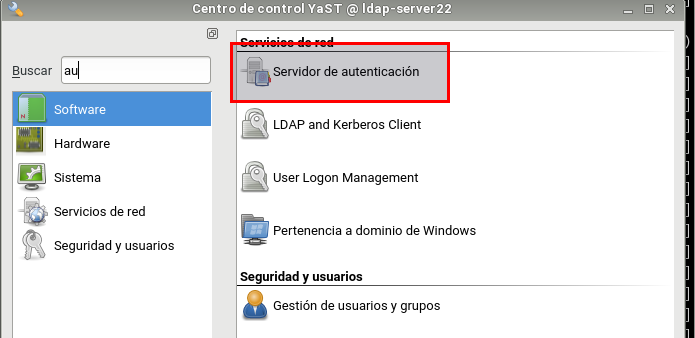 Centro de control YaST @ ldap-server22
Buscar au
Software
Hardware
Sistema
Servicios de red
Seguridad y usuarios
Servicios de red
Servidor de autenticación
LDAP and Kerberos Client
User Logon Management
Pertenencia a dominio de Windows
Seguridad y usuarios
Gestión de usuarios y grupos